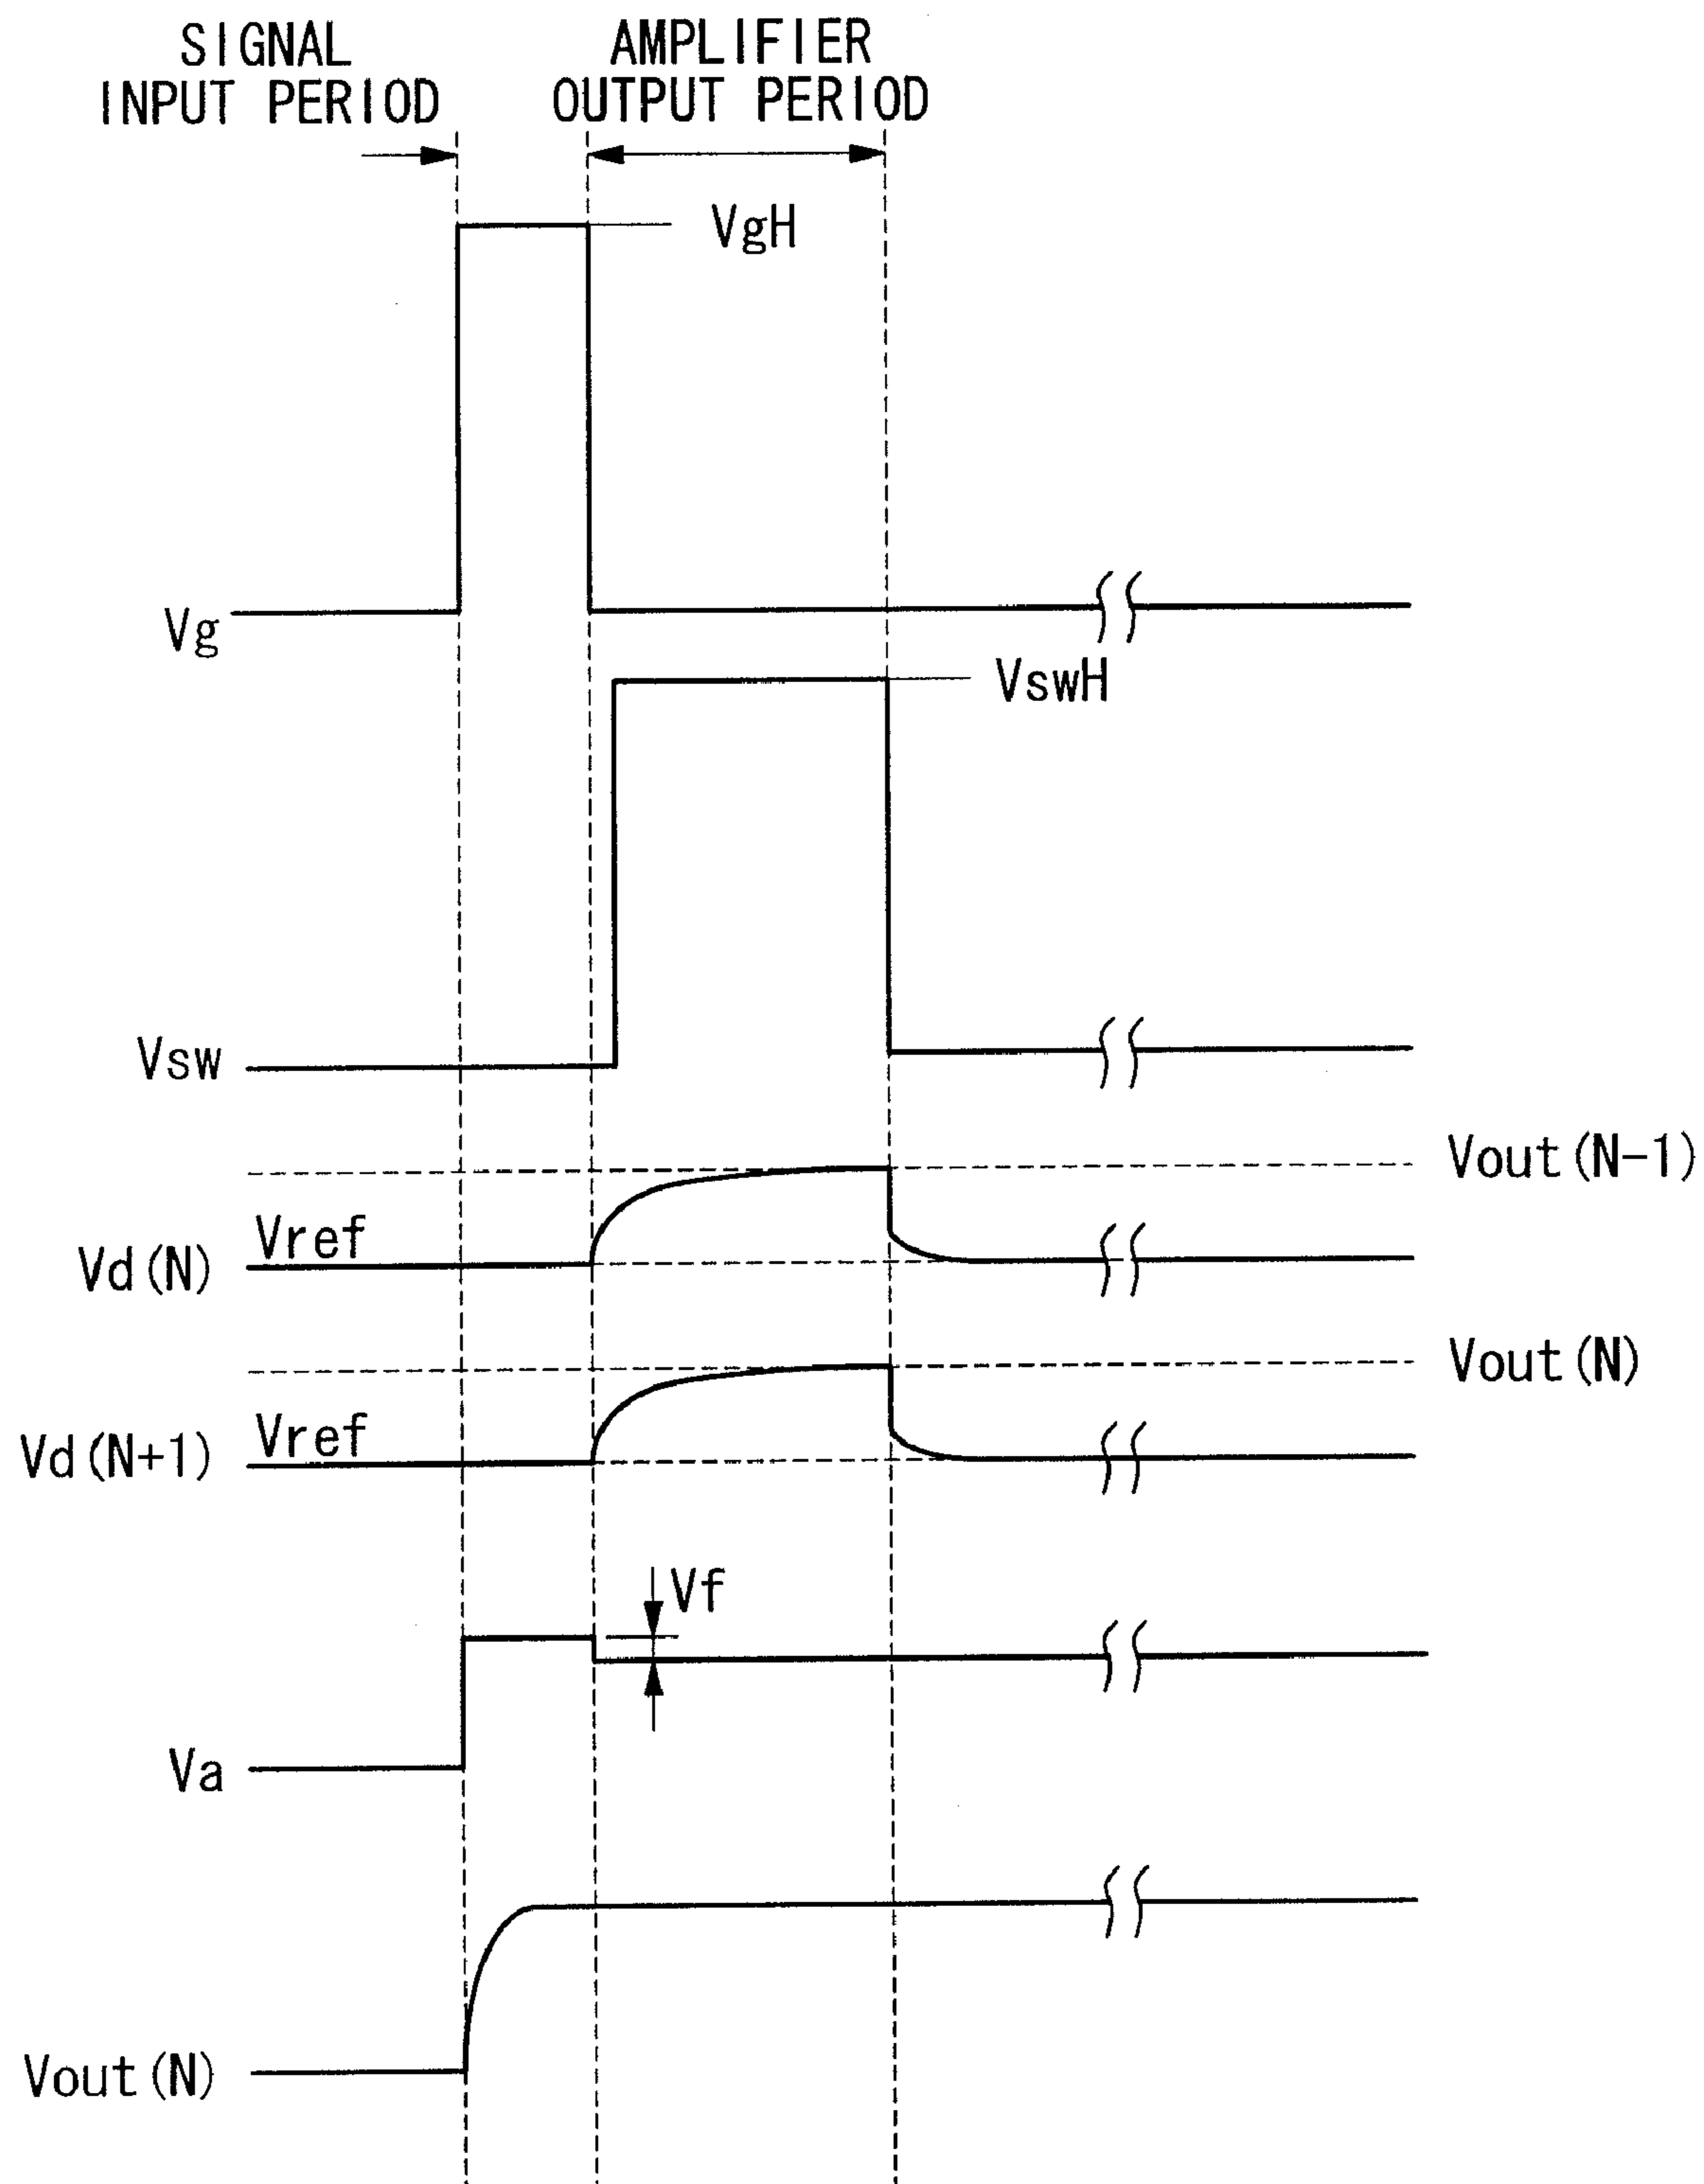 SIGNAL
INPUT PERIOD
AMPLIFIER
OUTPUT PERIOD
VgH
Vg
VswH
Vsw
Vout(N-1)
Vref
Vd(N)
Vout(N)
Vref
Vd(N+1)
Vf
Va
Vout(N)